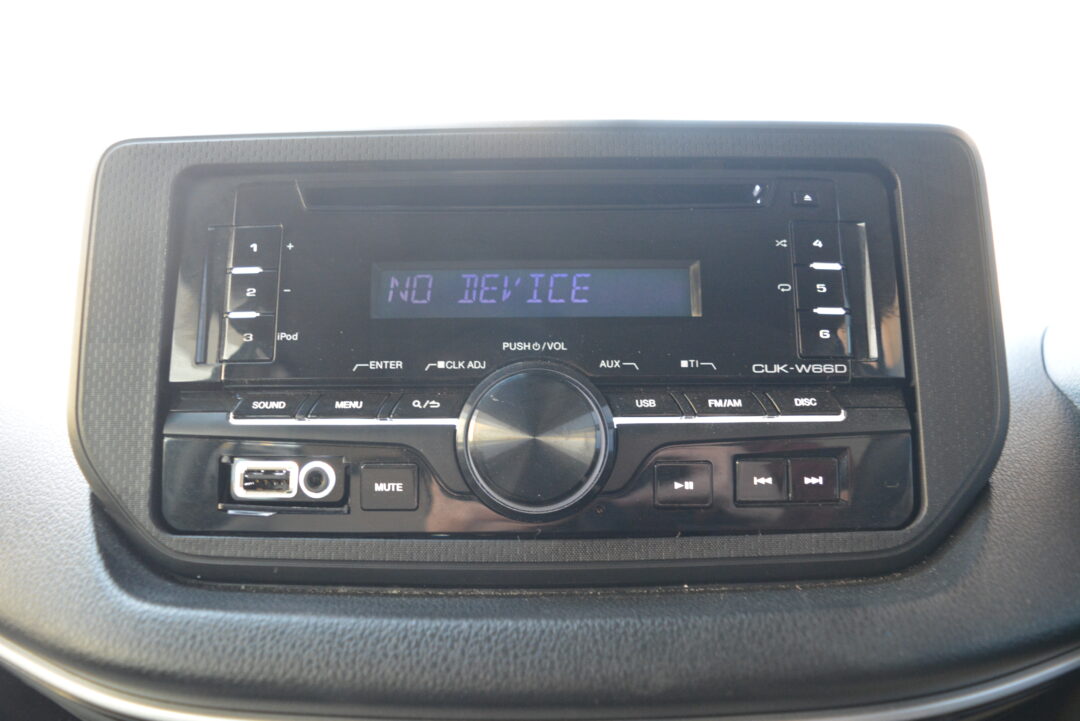 1 +
2 −
3 iPod
NO DEVICE
4
5
6
PUSH ⏻/VOL
ENTER ■CLK ADJ AUX ■TI
CUK-W66D
SOUND MENU USB FM/AM DISC
MUTE